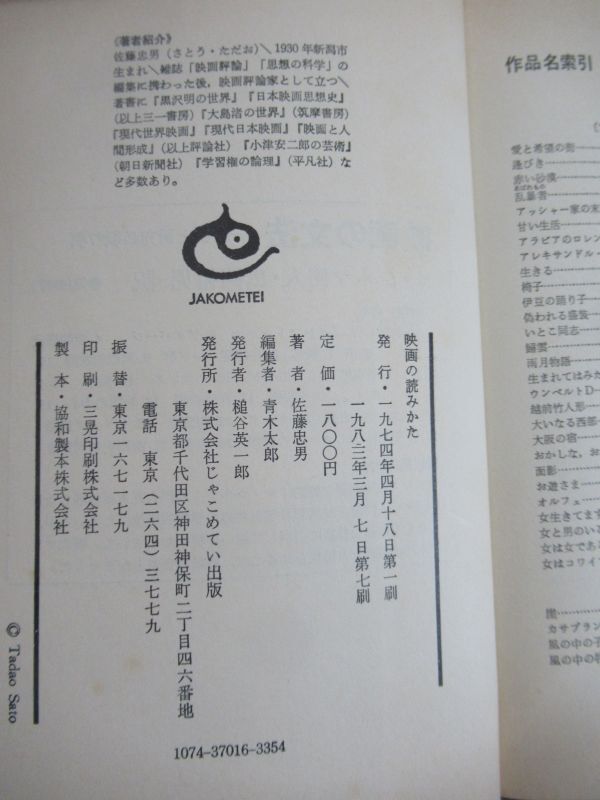 《著者紹介》
佐藤忠男（さとう・ただお）＼1930年新潟市
生まれ＼雑誌「映画評論」「思想の科学」の
編集に携わった後，映画評論家として立つ＼
著書に『黒沢明の世界』『日本映画思想史』
（以上三一書房）『大島渚の世界』（筑摩書房）
『現代世界映画』『現代日本映画』『映画と人
間形成』（以上評論社）『小津安二郎の芸術』
（朝日新聞社）『学習権の論理』（平凡社）な
ど多数あり。
JAKOMETEI
映画の読みかた
発　行・一九七四年四月十八日第一刷
一九八三年三月　七　日第七刷
定　価・一八〇〇円
著　者・佐藤忠男
編集者・青木太郎
発行者・槌谷英一郎
発行所・株式会社じゃこめてい出版
東京都千代田区神田神保町二丁目四六番地
電話　東京（二六四）三七七九
振　替・東京一六七一七九
印　刷・三晃印刷株式会社
製　本・協和製本株式会社
© Tadao Sato
1074-37016-3354
作品名索引
愛と希望の街
逢びき
赤い砂漠
乱暴者
あばれもの
アッシャー家の末
甘い生活
アラビアのロレン
アレキサンドル・
生きる
椅子
伊豆の踊り子
偽われる盛装
いとこ同志
婦雲
雨月物語
生まれてはみた
ウンベルトD
越前竹人形
大いなる西部
大阪の宿
おかしな、お
面影
お遊さま
オルフェ
女生きてます
女と男のいる
女は女である
女はコワイ
崖
カサブラン
風の中の子
風の中の牝